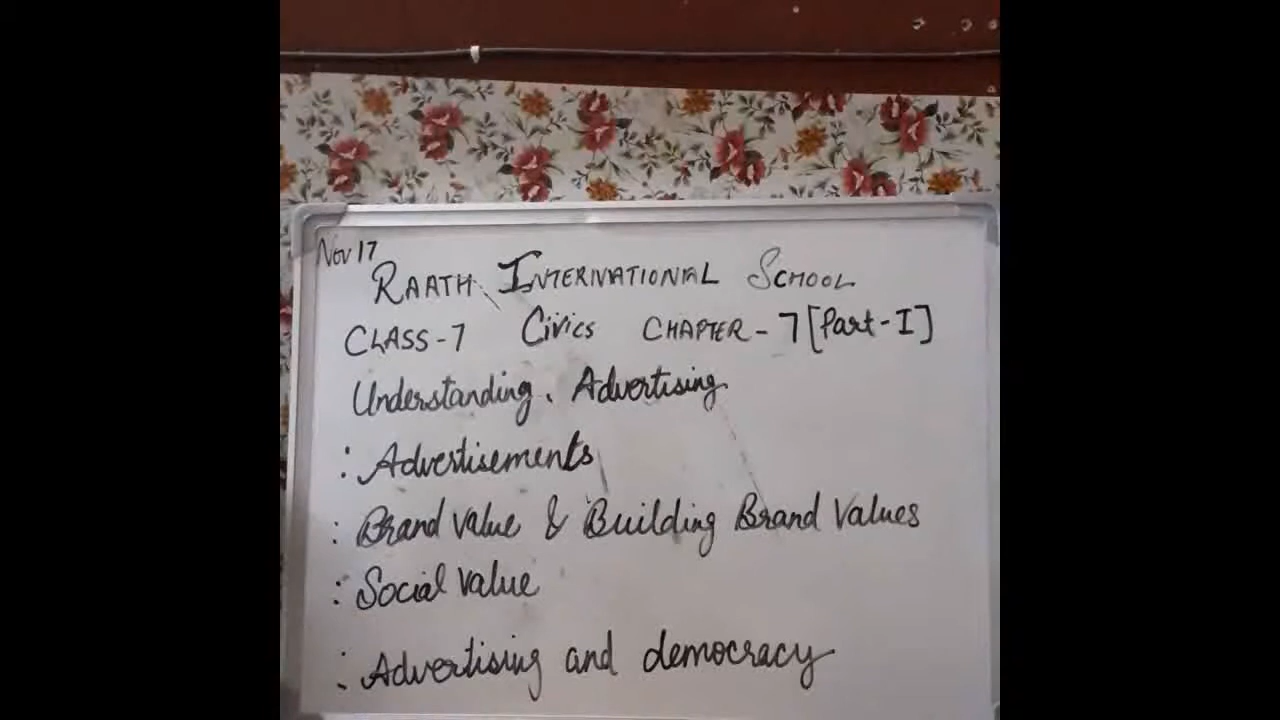 Nov 17
RAATH INTERNATIONAL SCHOOL
CLASS-7 Civics CHAPTER-7 [Part-I]
Understanding Advertising
: Advertisements
: Brand value & Building Brand Values
: Social value
: Advertising and democracy